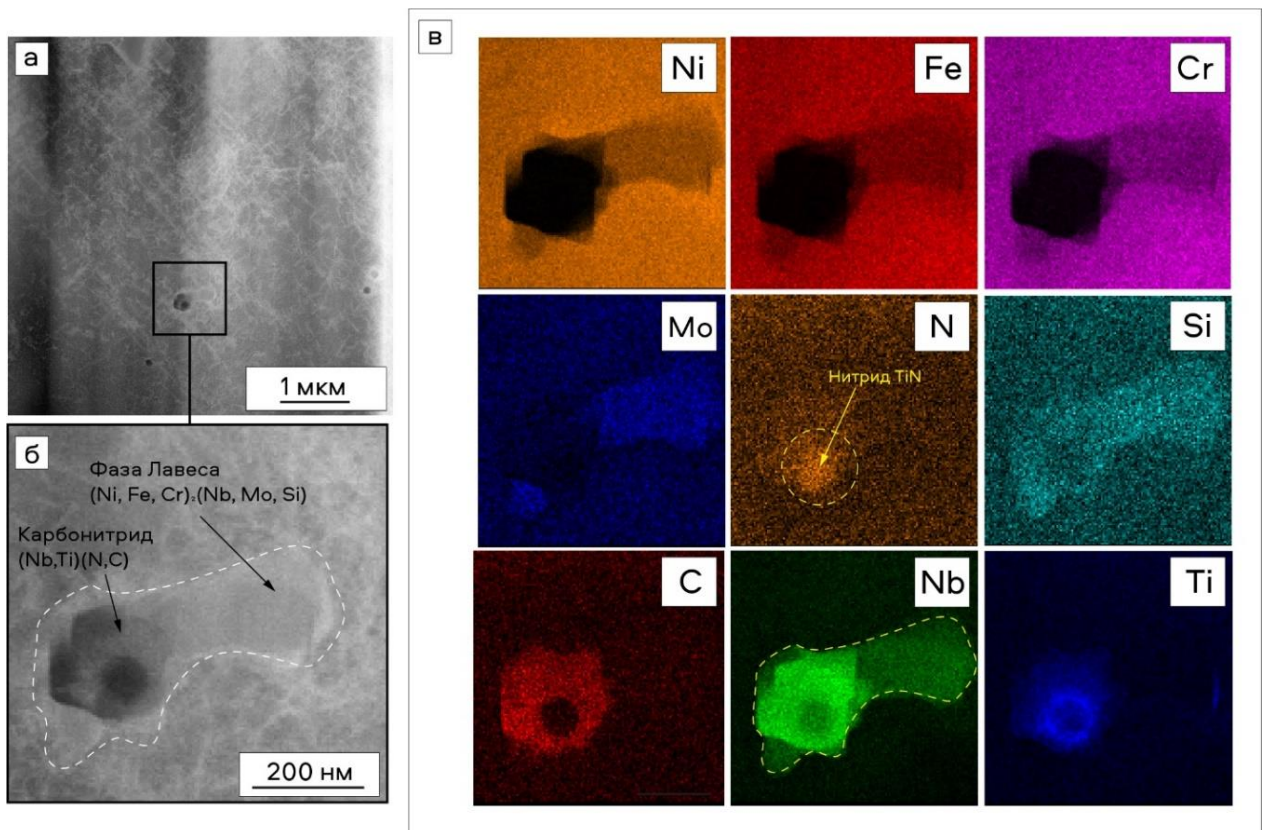 а
1 мкм
б
Фаза Лавеса
(Ni, Fe, Cr)₂(Nb, Mo, Si)
Карбонитрид
(Nb,Ti)(N,C)
200 нм
в
Ni
Fe
Cr
Mo
N
Si
Нитрид TiN
C
Nb
Ti